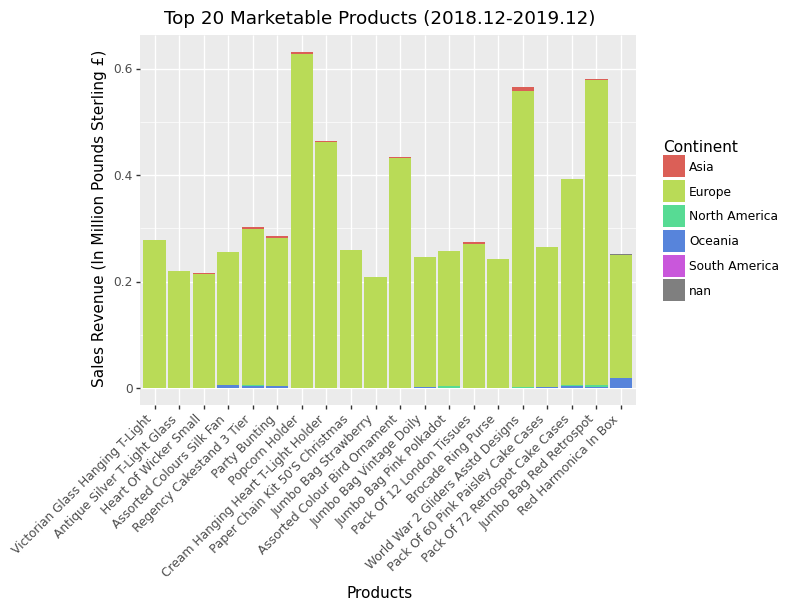 Top 20 Marketable Products (2018.12-2019.12)
Sales Revenue (In Million Pounds Sterling £)
0.6
0.4
0.2
0
Victorian Glass Hanging T-Light
Antique Silver T-Light Glass
Heart Of Wicker Small
Assorted Colours Silk Fan
Regency Cakestand 3 Tier
Party Bunting
Popcorn Holder
Cream Hanging Heart T-Light Holder
Paper Chain Kit 50'S Christmas
Jumbo Bag Strawberry
Assorted Colour Bird Ornament
Jumbo Bag Vintage Doily
Jumbo Bag Pink Polkadot
Pack Of 12 London Tissues
Brocade Ring Purse
World War 2 Gliders Asstd Designs
Pack Of 60 Pink Paisley Cake Cases
Pack Of 72 Retrospot Cake Cases
Jumbo Bag Red Retrospot
Red Harmonica In Box
Products
Continent
Asia
Europe
North America
Oceania
South America
nan